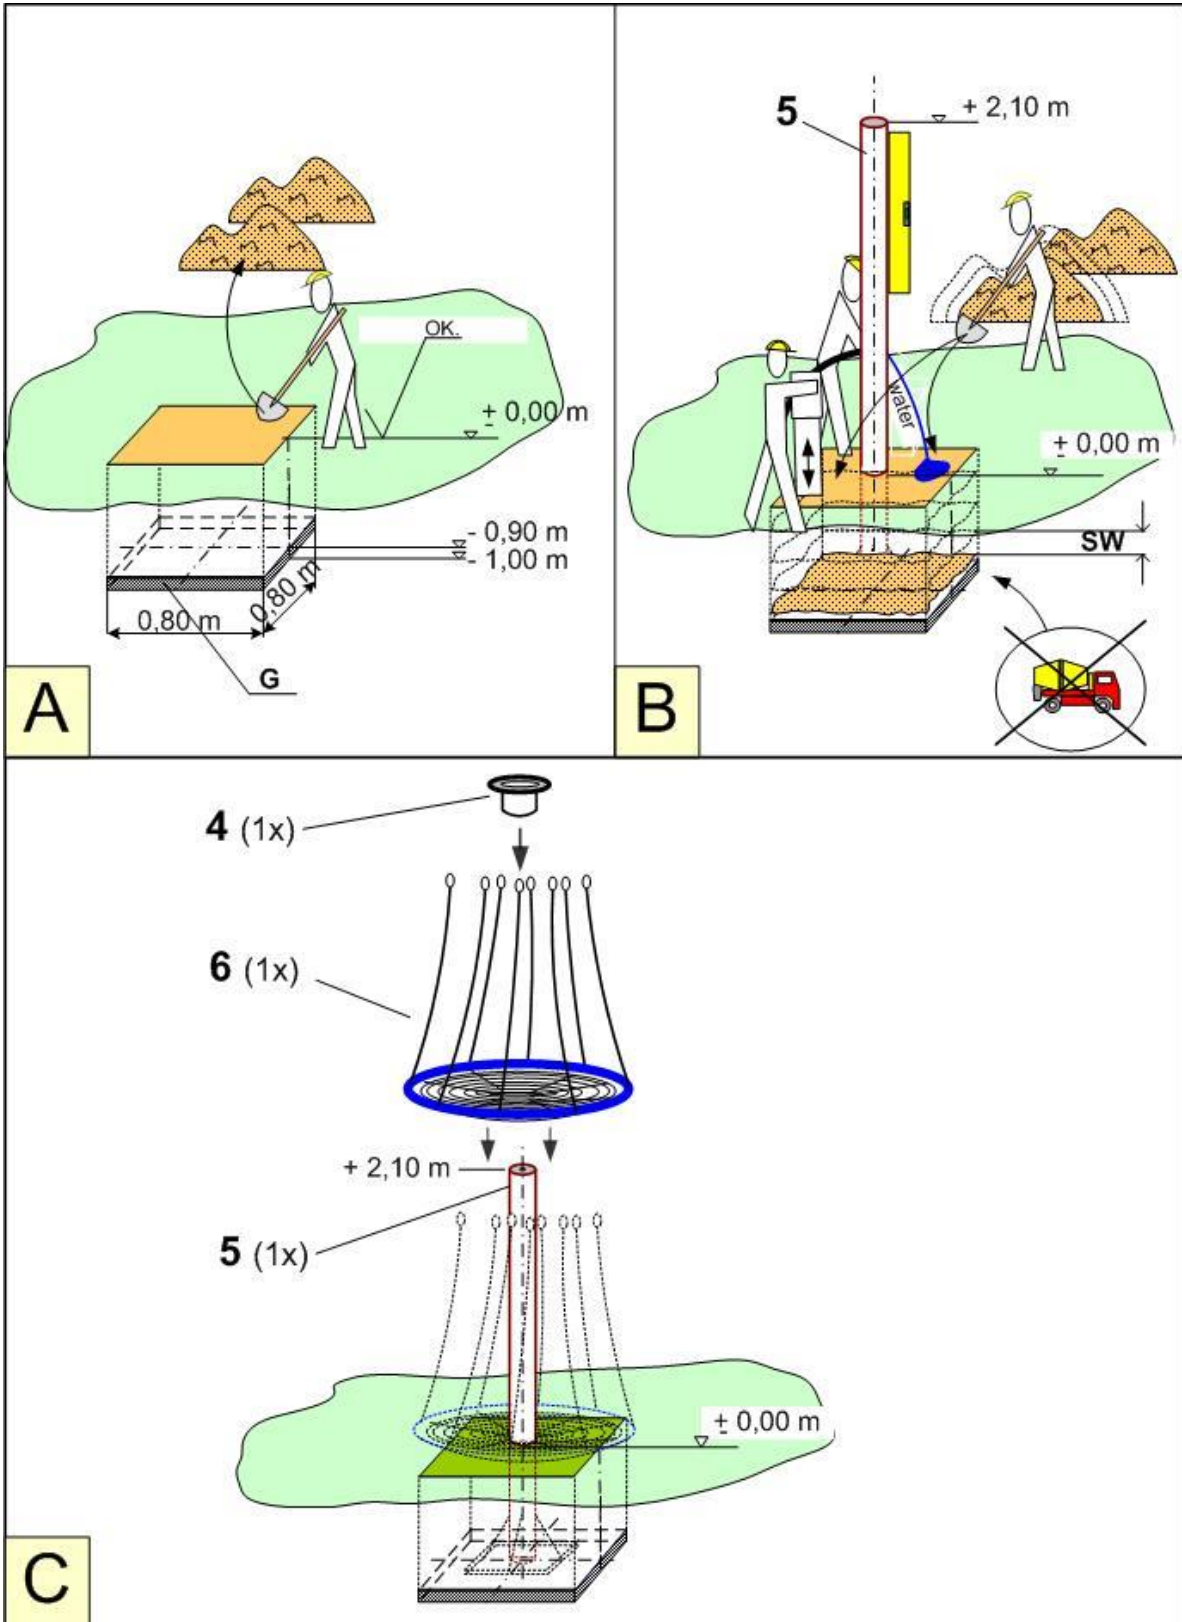 OK.
± 0,00 m
- 0,90 m
- 1,00 m
0,80 m
0,80 m
G
A
5
+ 2,10 m
water
± 0,00 m
SW
B
4 (1x)
6 (1x)
+ 2,10 m
5 (1x)
± 0,00 m
C